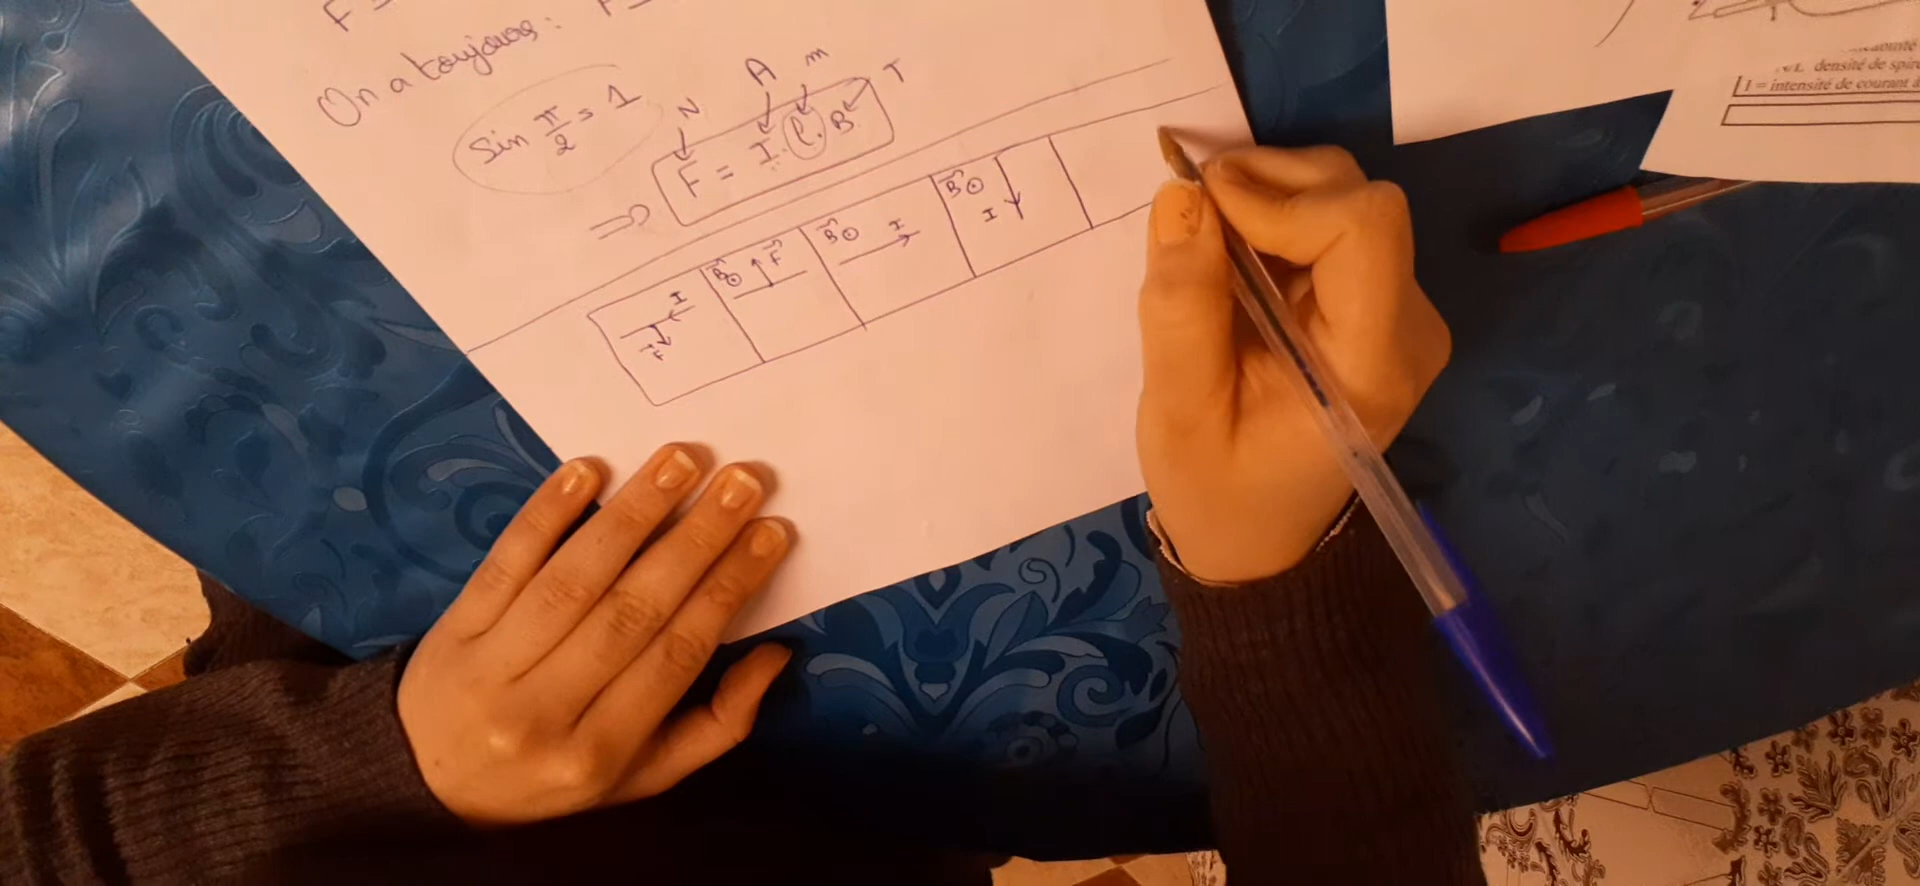 F =
On a toujours : F =
sin π/2 = 1
N A m T
⇒ F = I . l . B
I F⃗
B⃗ ⊙ F⃗
B⃗ ⊙ I
B⃗ ⊙ I
densité de spire
I = intensité de courant